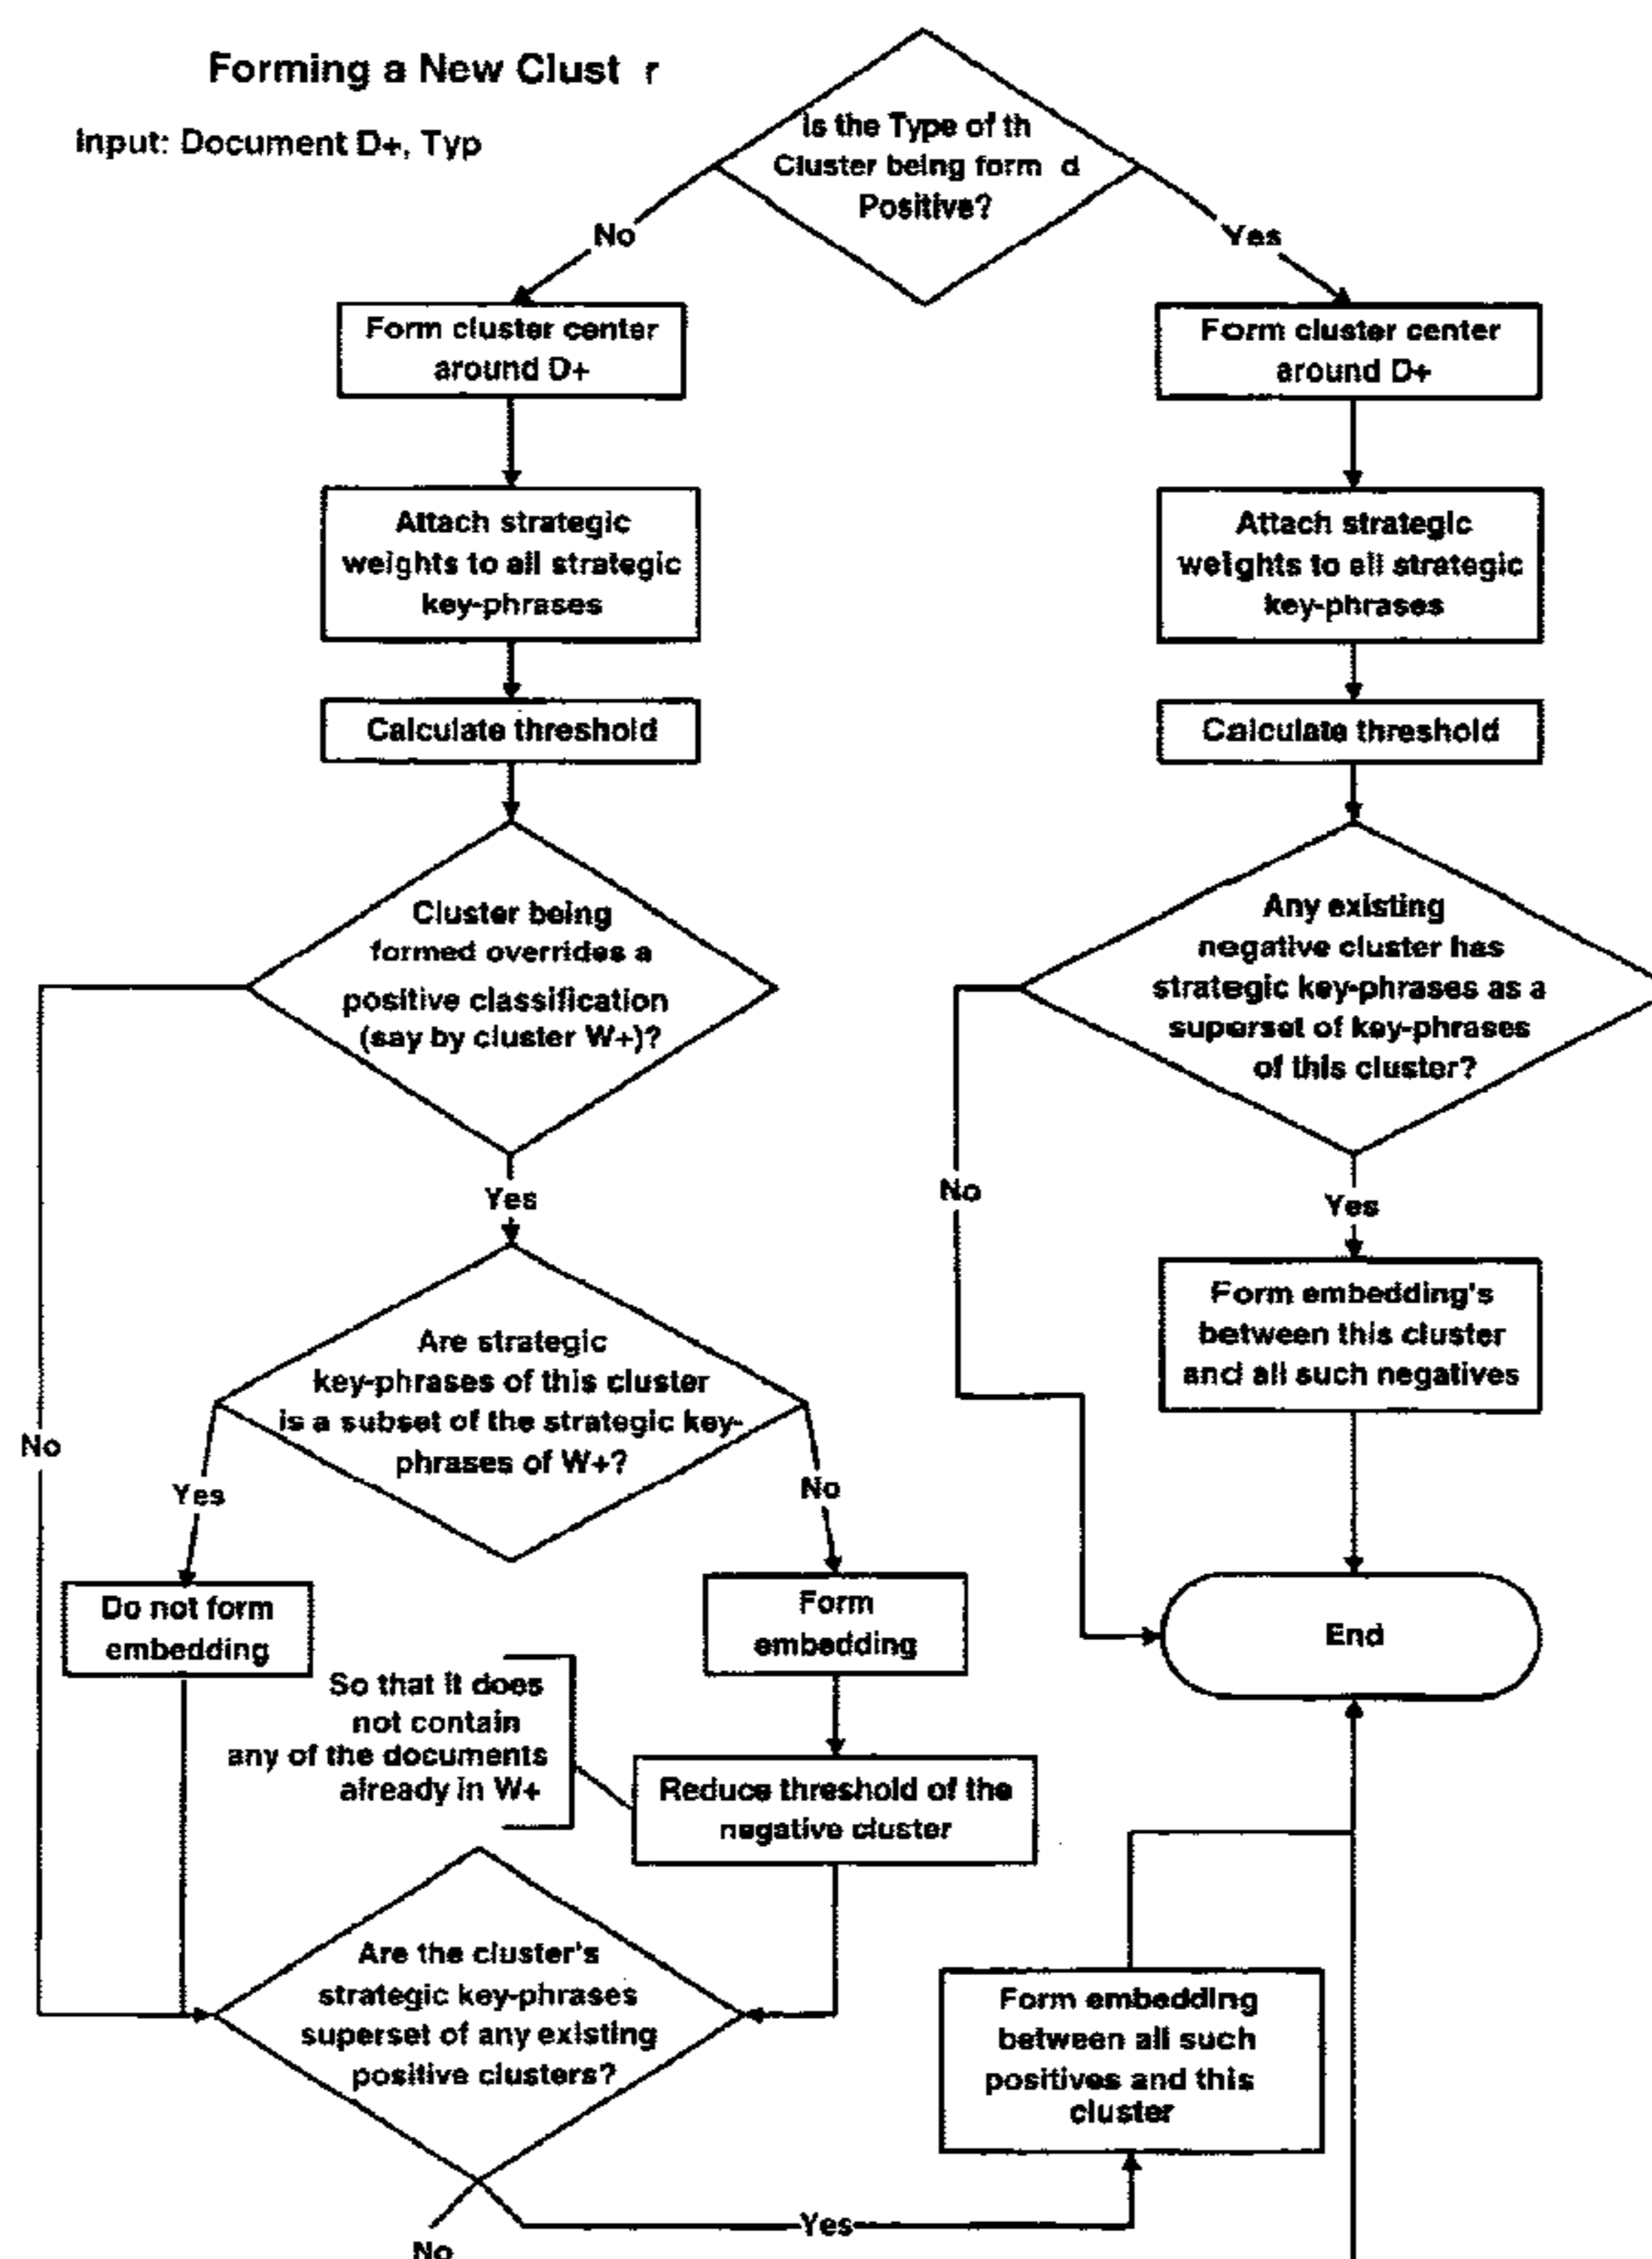 Forming a New Clust r
Input: Document D+, Typ
Is the Type of th
Cluster being form d
Positive?
No
Yes
Form cluster center
around D+
Form cluster center
around D+
Attach strategic
weights to all strategic
key-phrases
Attach strategic
weights to all strategic
key-phrases
Calculate threshold
Calculate threshold
Cluster being
formed overrides a
positive classification
(say by cluster W+)?
Any existing
negative cluster has
strategic key-phrases as a
superset of key-phrases
of this cluster?
Yes
No
Yes
Form embedding's
between this cluster
and all such negatives
Are strategic
key-phrases of this cluster
is a subset of the strategic key-
phrases of W+?
No
Yes
No
Do not form
embedding
Form
embedding
End
So that it does
not contain
any of the documents
already in W+
Reduce threshold of the
negative cluster
Are the cluster's
strategic key-phrases
superset of any existing
positive clusters?
Form embedding
between all such
positives and this
cluster
Yes
No